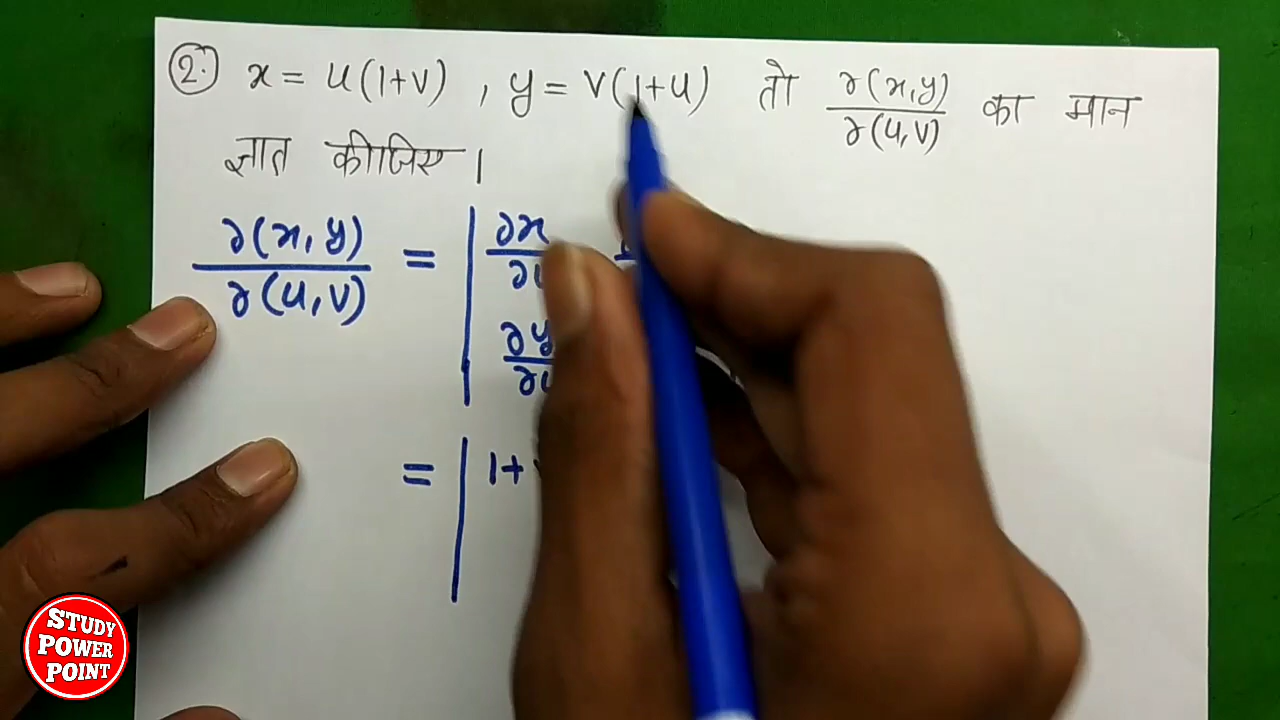 2. x = u(1+v) , y = v(1+u) तो ∂(x,y)/∂(u,v) का मान
ज्ञात कीजिए।
∂(x,y)/∂(u,v) = | ∂x/∂u
∂y/∂u
= | 1+
STUDY
POWER
POINT